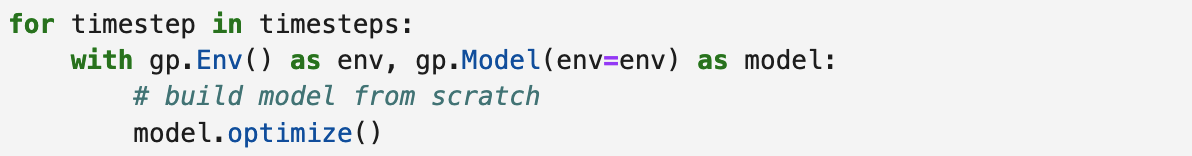 for timestep in timesteps:
    with gp.Env() as env, gp.Model(env=env) as model:
        # build model from scratch
        model.optimize()